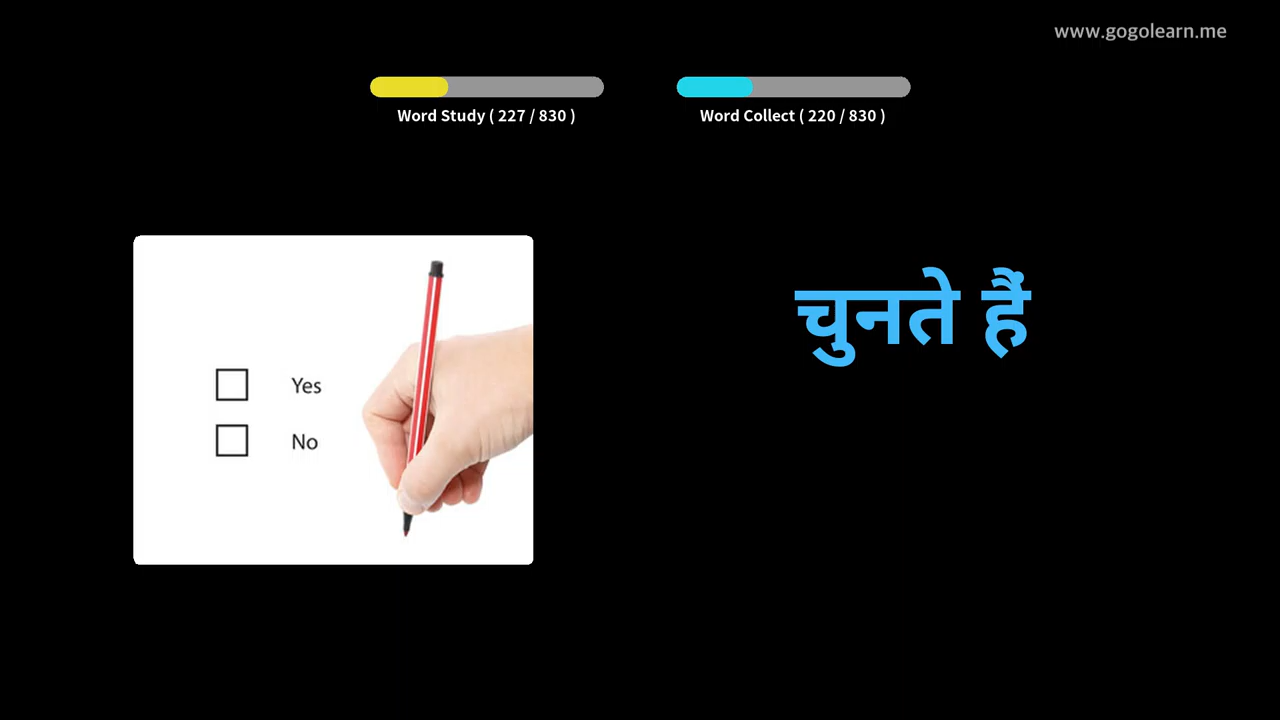 www.gogolearn.me
Word Study ( 227 / 830 )
Word Collect ( 220 / 830 )
Yes
No
चुनते हैं